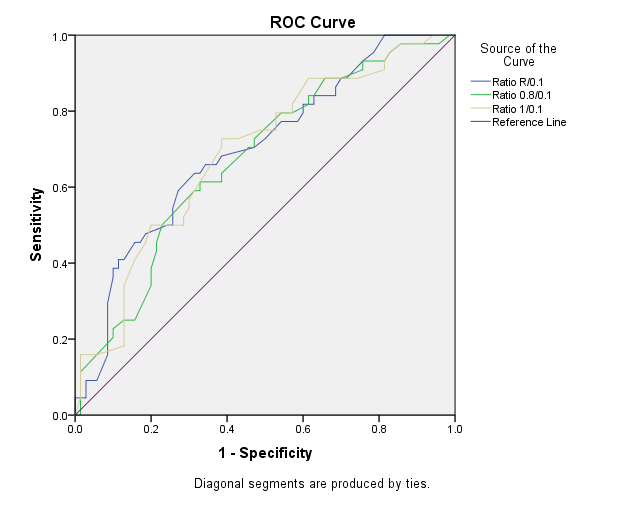 ROC Curve
Sensitivity
1.0
0.8
0.6
0.4
0.2
0.0
0.0 0.2 0.4 0.6 0.8 1.0
1 - Specificity
Source of the
Curve
Ratio R/0.1
Ratio 0.8/0.1
Ratio 1/0.1
Reference Line
Diagonal segments are produced by ties.